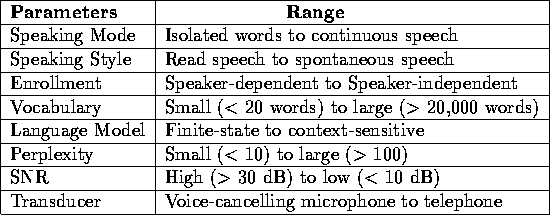 Parameters Range
Speaking Mode Isolated words to continuous speech
Speaking Style Read speech to spontaneous speech
Enrollment Speaker-dependent to Speaker-independent
Vocabulary Small (< 20 words) to large (> 20,000 words)
Language Model Finite-state to context-sensitive
Perplexity Small (< 10) to large (> 100)
SNR High (> 30 dB) to low (< 10 dB)
Transducer Voice-cancelling microphone to telephone